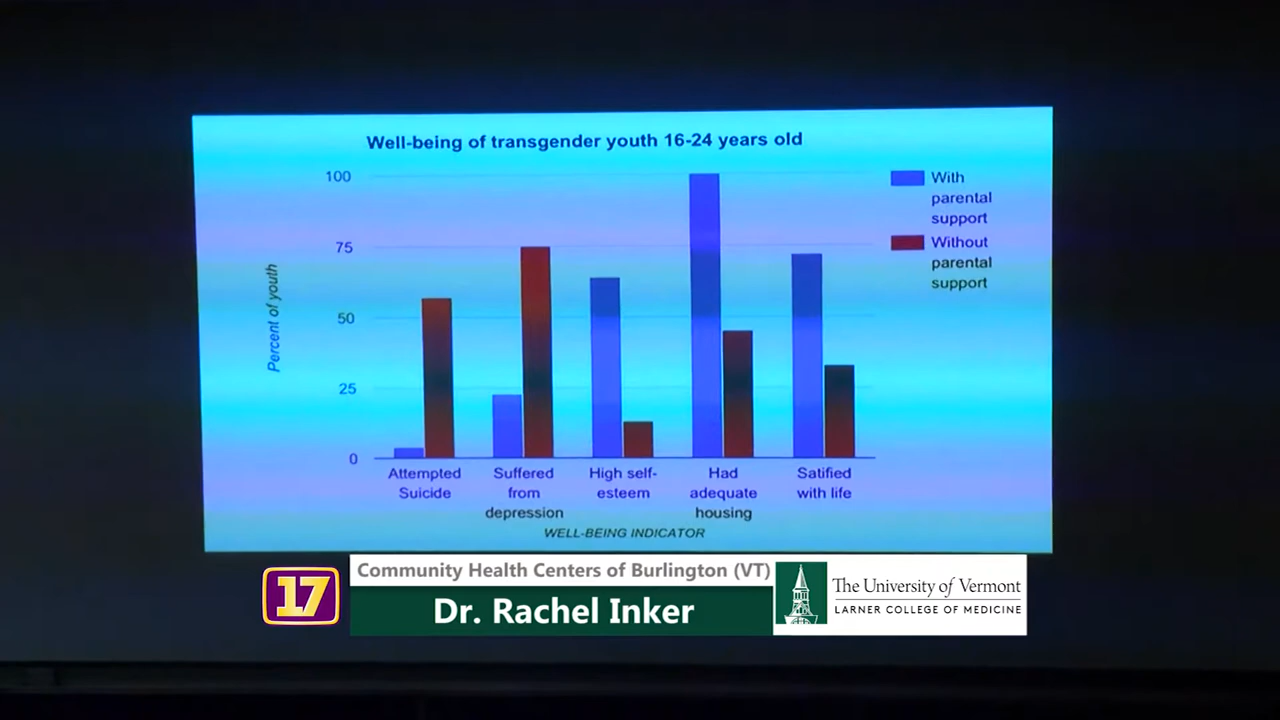 Well-being of transgender youth 16-24 years old
100
75
50
25
0
Percent of youth
With
parental
support
Without
parental
support
Attempted
Suicide
Suffered
from
depression
High self-
esteem
Had
adequate
housing
Satified
with life
WELL-BEING INDICATOR
17
Community Health Centers of Burlington (VT)
Dr. Rachel Inker
The University of Vermont
LARNER COLLEGE OF MEDICINE